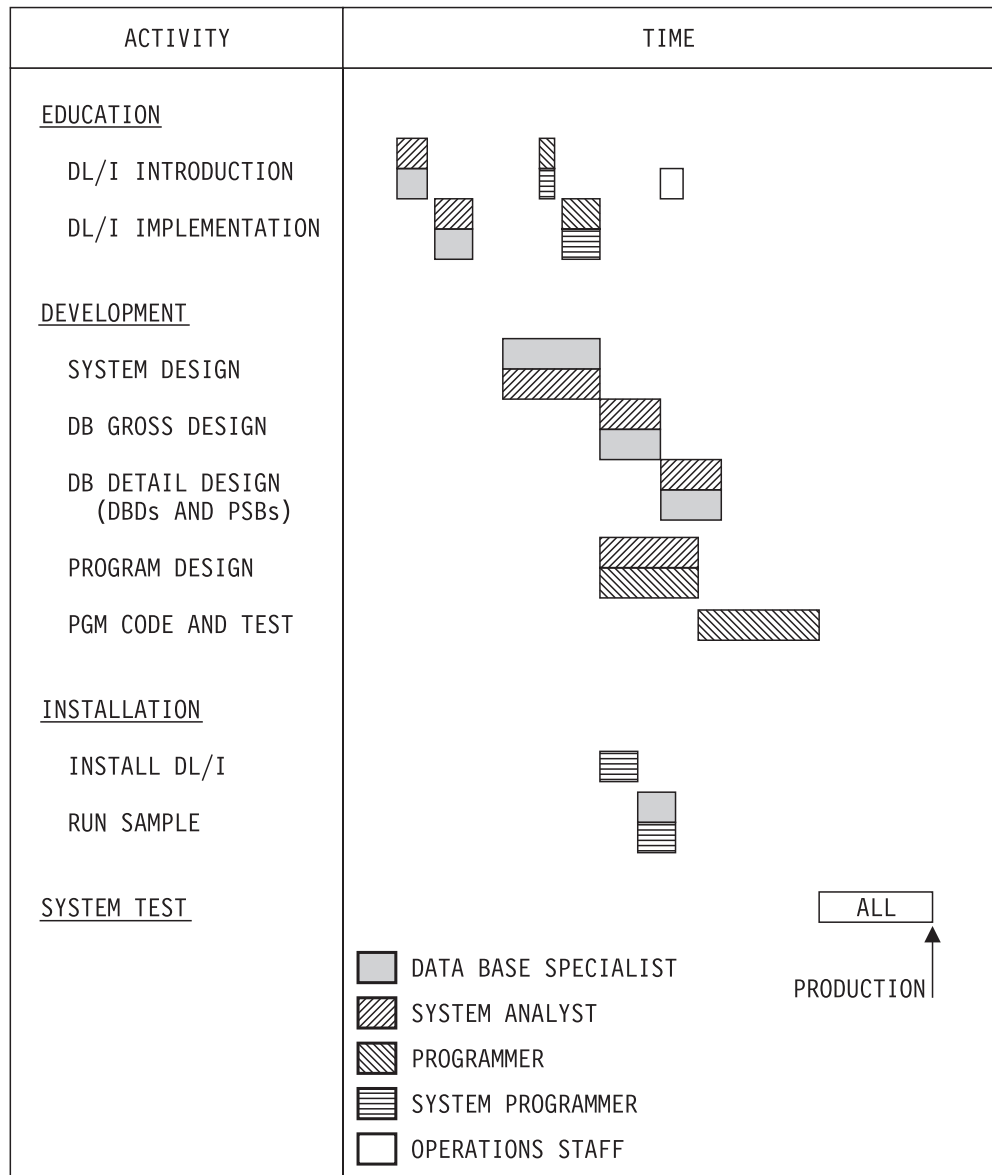 ACTIVITY
TIME
EDUCATION
DL/I INTRODUCTION
DL/I IMPLEMENTATION
DEVELOPMENT
SYSTEM DESIGN
DB GROSS DESIGN
DB DETAIL DESIGN
(DBDs AND PSBs)
PROGRAM DESIGN
PGM CODE AND TEST
INSTALLATION
INSTALL DL/I
RUN SAMPLE
SYSTEM TEST
ALL
DATA BASE SPECIALIST
PRODUCTION
SYSTEM ANALYST
PROGRAMMER
SYSTEM PROGRAMMER
OPERATIONS STAFF